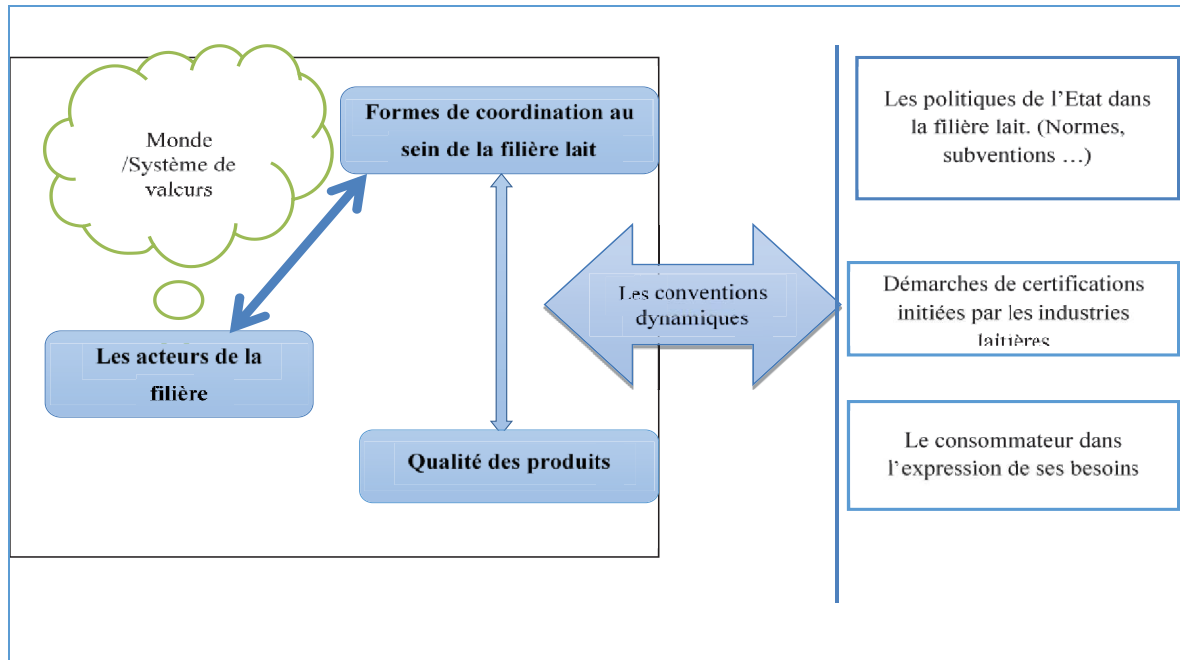 Monde
/Système de
valeurs
Formes de coordination au
sein de la filière lait
Les acteurs de la
filière
Qualité des produits
Les conventions
dynamiques
Les politiques de l’Etat dans
la filière lait. (Normes,
subventions …)
Démarches de certifications
initiées par les industries
laitières
Le consommateur dans
l’expression de ses besoins